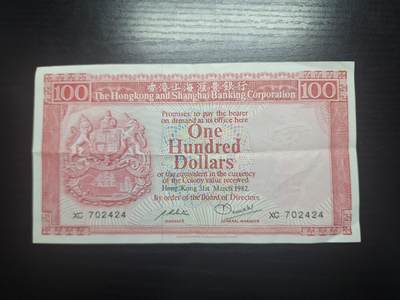 香港上海滙豐銀行
100 The Hongkong and Shanghai Banking Corporation 100
Promises to pay the bearer
on demand at its office here
One
Hundred
Dollars
or the equivalent in the currency
of the Colony value received
Hong Kong 31st March 1982
By order of the Board of Directors
XC 702424
MANAGER
GENERAL MANAGER
XC 702424